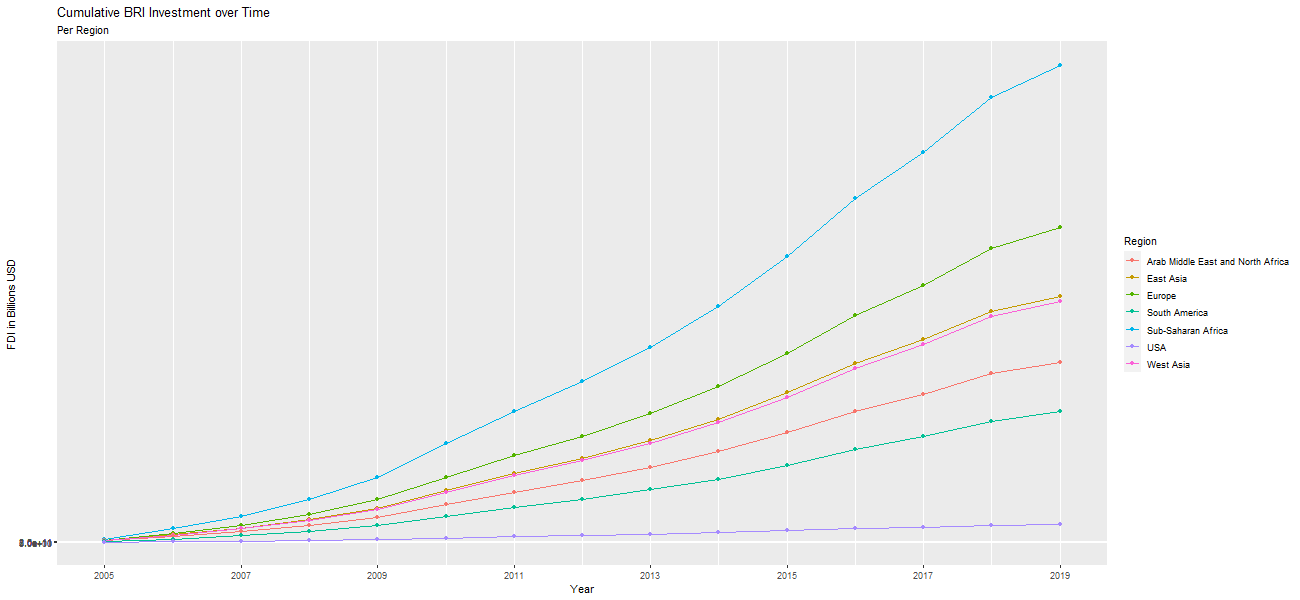 Cumulative BRI Investment over Time
Per Region
FDI in Billions USD
2005
2007
2009
2011
2013
2015
2017
2019
Year
Region
Arab Middle East and North Africa
East Asia
Europe
South America
Sub-Saharan Africa
USA
West Asia